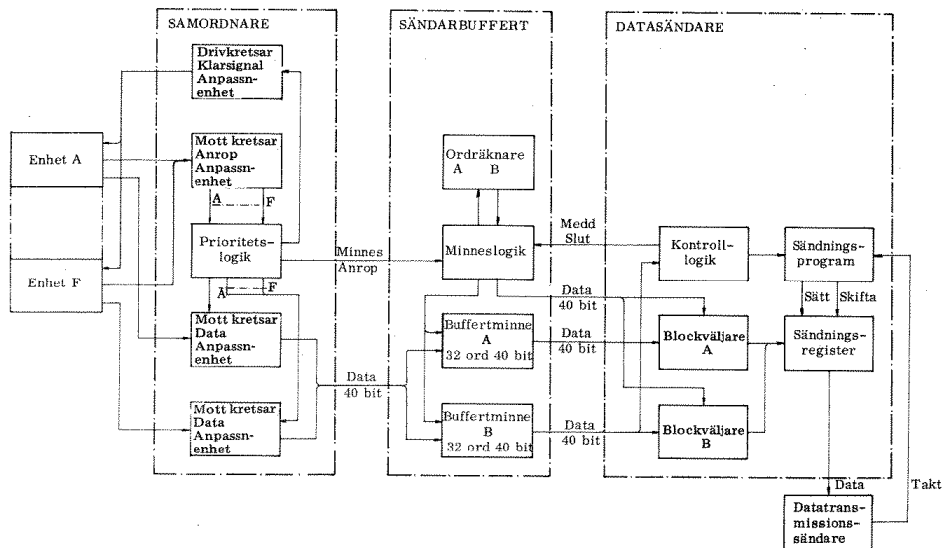 SAMORDNARE
SÄNDARBUFFERT
DATASÄNDARE
Drivkretsar
Klarsignal
Anpassn-
enhet
Enhet A
Mott kretsar
Anrop
Anpassn-
enhet
A
F
Ordräknare
A B
Prioritets-
logik
Minnes
Anrop
Minneslogik
Medd
Slut
Kontroll-
logik
Sändnings-
program
Enhet F
A
F
Data
40 bit
Sätt
Skifta
Mott kretsar
Data
Anpassn-
enhet
Buffertminne
A
32 ord 40 bit
Data
40 bit
Blockväljare
A
Sändnings-
register
Data
40 bit
Mott kretsar
Data
Anpassn-
enhet
Buffertminne
B
32 ord 40 bit
Data
40 bit
Blockväljare
B
Data
Takt
Datatrans-
missions-
sändare